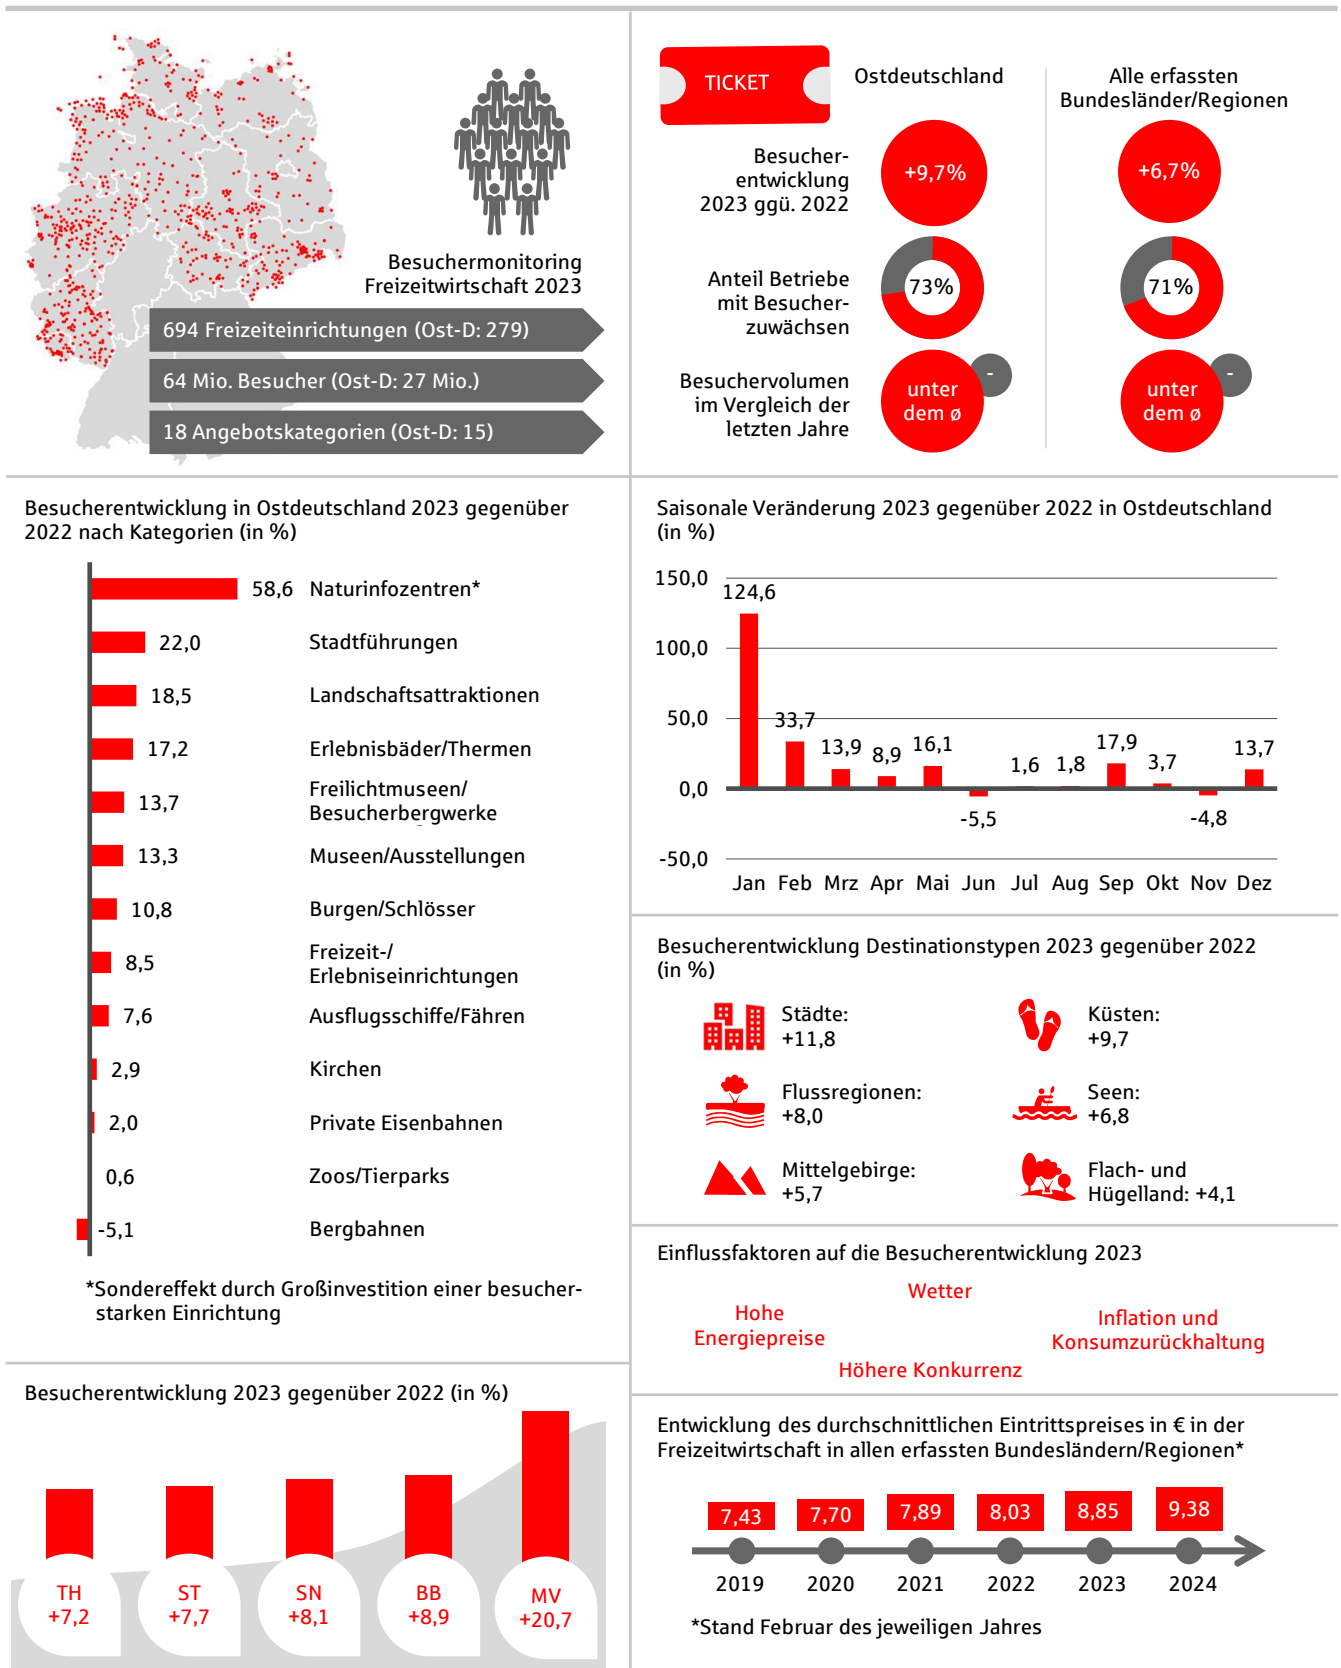 Besuchermonitoring
Freizeitwirtschaft 2023
694 Freizeiteinrichtungen (Ost-D: 279)
64 Mio. Besucher (Ost-D: 27 Mio.)
18 Angebotskategorien (Ost-D: 15)
TICKET
Ostdeutschland
Alle erfassten
Bundesländer/Regionen
Besucher-
entwicklung
2023 ggü. 2022
+9,7%
+6,7%
Anteil Betriebe
mit Besucher-
zuwächsen
73%
71%
Besuchervolumen
im Vergleich der
letzten Jahre
unter
dem ø
-
unter
dem ø
-
Besucherentwicklung in Ostdeutschland 2023 gegenüber
2022 nach Kategorien (in %)
58,6 Naturinfozentren*
22,0 Stadtführungen
18,5 Landschaftsattraktionen
17,2 Erlebnisbäder/Thermen
13,7 Freilichtmuseen/
Besucherbergwerke
13,3 Museen/Ausstellungen
10,8 Burgen/Schlösser
8,5 Freizeit-/
Erlebniseinrichtungen
7,6 Ausflugsschiffe/Fähren
2,9 Kirchen
2,0 Private Eisenbahnen
0,6 Zoos/Tierparks
-5,1 Bergbahnen
*Sondereffekt durch Großinvestition einer besucher-
starken Einrichtung
Saisonale Veränderung 2023 gegenüber 2022 in Ostdeutschland
(in %)
150,0
100,0
50,0
0,0
-50,0
124,6
33,7
13,9
8,9
16,1
-5,5
1,6
1,8
17,9
3,7
-4,8
13,7
Jan Feb Mrz Apr Mai Jun Jul Aug Sep Okt Nov Dez
Besucherentwicklung Destinationstypen 2023 gegenüber 2022
(in %)
Städte:
+11,8
Küsten:
+9,7
Flussregionen:
+8,0
Seen:
+6,8
Mittelgebirge:
+5,7
Flach- und
Hügelland: +4,1
Einflussfaktoren auf die Besucherentwicklung 2023
Wetter
Hohe
Energiepreise
Inflation und
Konsumzurückhaltung
Höhere Konkurrenz
Besucherentwicklung 2023 gegenüber 2022 (in %)
TH
+7,2
ST
+7,7
SN
+8,1
BB
+8,9
MV
+20,7
Entwicklung des durchschnittlichen Eintrittspreises in € in der
Freizeitwirtschaft in allen erfassten Bundesländern/Regionen*
7,43 7,70 7,89 8,03 8,85 9,38
2019 2020 2021 2022 2023 2024
*Stand Februar des jeweiligen Jahres